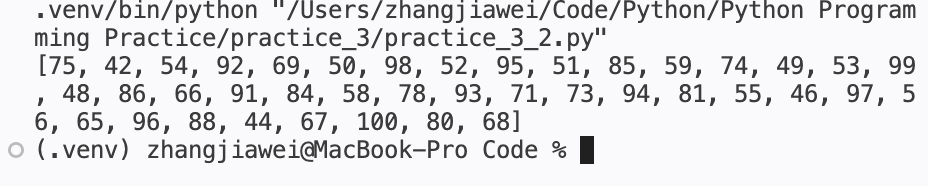 .venv/bin/python "/Users/zhangjiawei/Code/Python/Python Program
ming Practice/practice_3/practice_3_2.py"
[75, 42, 54, 92, 69, 50, 98, 52, 95, 51, 85, 59, 74, 49, 53, 99
, 48, 86, 66, 91, 84, 58, 78, 93, 71, 73, 94, 81, 55, 46, 97, 5
6, 65, 96, 88, 44, 67, 100, 80, 68]
(.venv) zhangjiawei@MacBook-Pro Code %